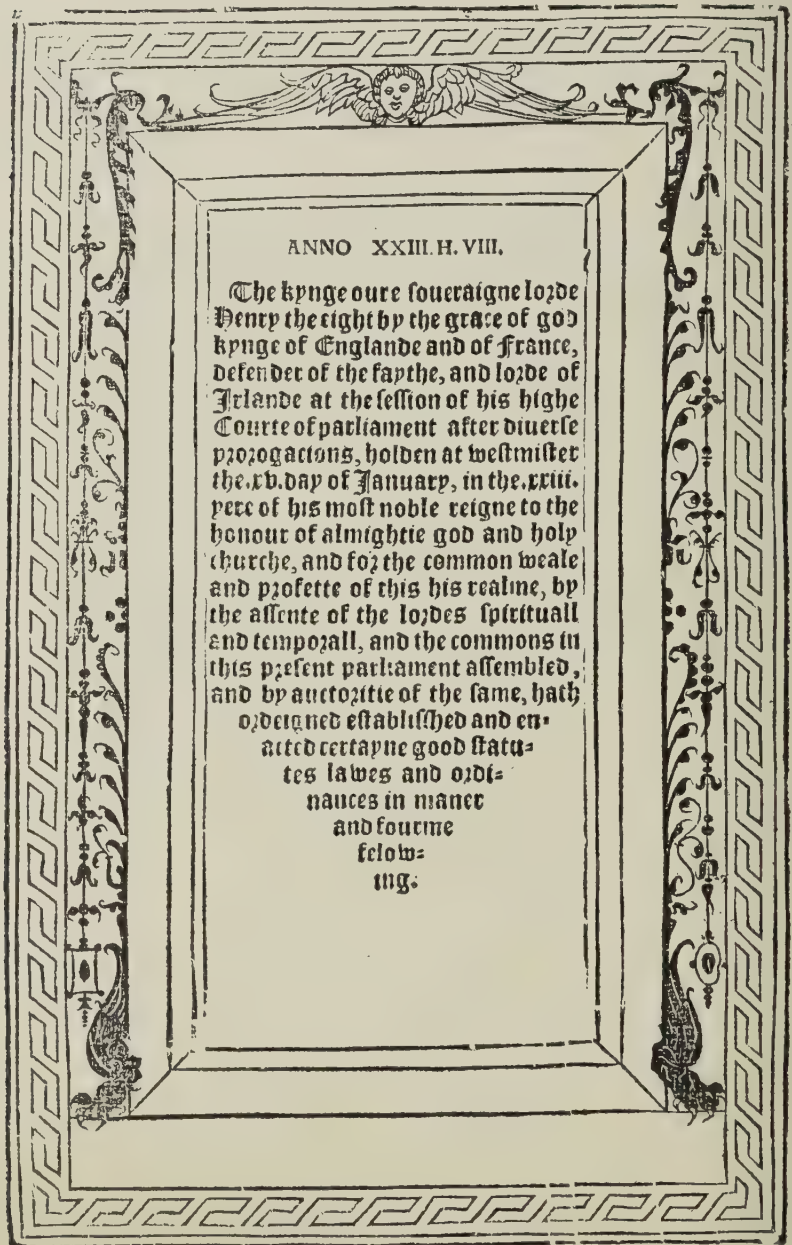 ANNO XXIII. H. VIII.
The kynge oure soueraigne lorde
Henry the eight by the grace of god
kynge of Englande and of France,
defender of the faythe, and lorde of
Irlande at the session of his highe
Courte of parliament after diuerse
prorogacions, holden at westmister
the.xv.day of January, in the.xxiii.
yere of his most noble reigne to the
honour of almightie god and holy
churche, and for the common weale
and profette of this his realme, by
the assente of the lordes spirituall
and temporall, and the commons in
this present parliament assembled,
and by auctoritie of the same, hath
ordeigned establisshed and en=
acted certayne good statu=
tes lawes and ordi=
nances in maner
and fourme
felow=
ing.